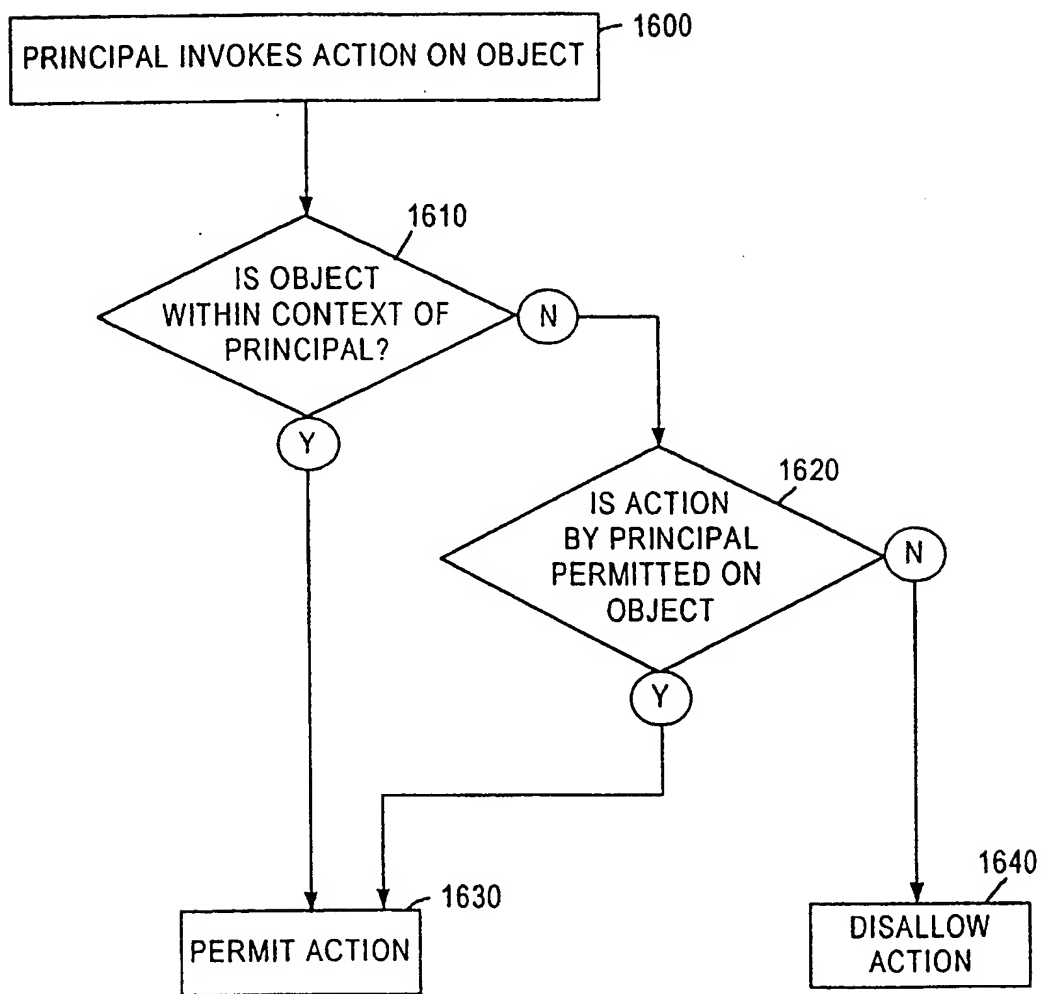 1600
PRINCIPAL INVOKES ACTION ON OBJECT
1610
IS OBJECT
WITHIN CONTEXT OF
PRINCIPAL?
N
Y
1620
IS ACTION
BY PRINCIPAL
PERMITTED ON
OBJECT
N
Y
1630
PERMIT ACTION
1640
DISALLOW
ACTION